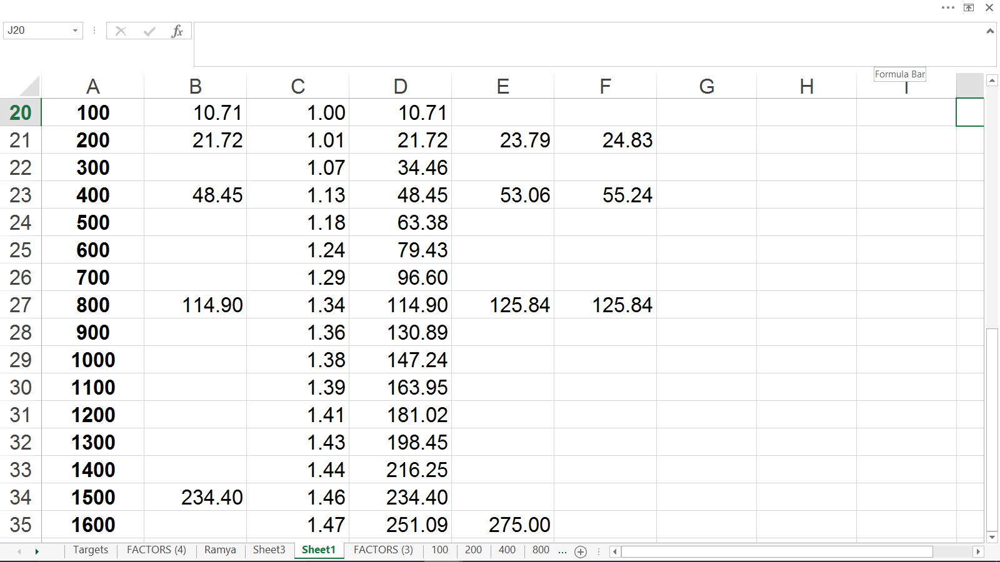 J20 fx
Formula Bar
A B C D E F G H I
20 100 10.71 1.00 10.71
21 200 21.72 1.01 21.72 23.79 24.83
22 300 1.07 34.46
23 400 48.45 1.13 48.45 53.06 55.24
24 500 1.18 63.38
25 600 1.24 79.43
26 700 1.29 96.60
27 800 114.90 1.34 114.90 125.84 125.84
28 900 1.36 130.89
29 1000 1.38 147.24
30 1100 1.39 163.95
31 1200 1.41 181.02
32 1300 1.43 198.45
33 1400 1.44 216.25
34 1500 234.40 1.46 234.40
35 1600 1.47 251.09 275.00
Targets FACTORS (4) Ramya Sheet3 Sheet1 FACTORS (3) 100 200 400 800 ...